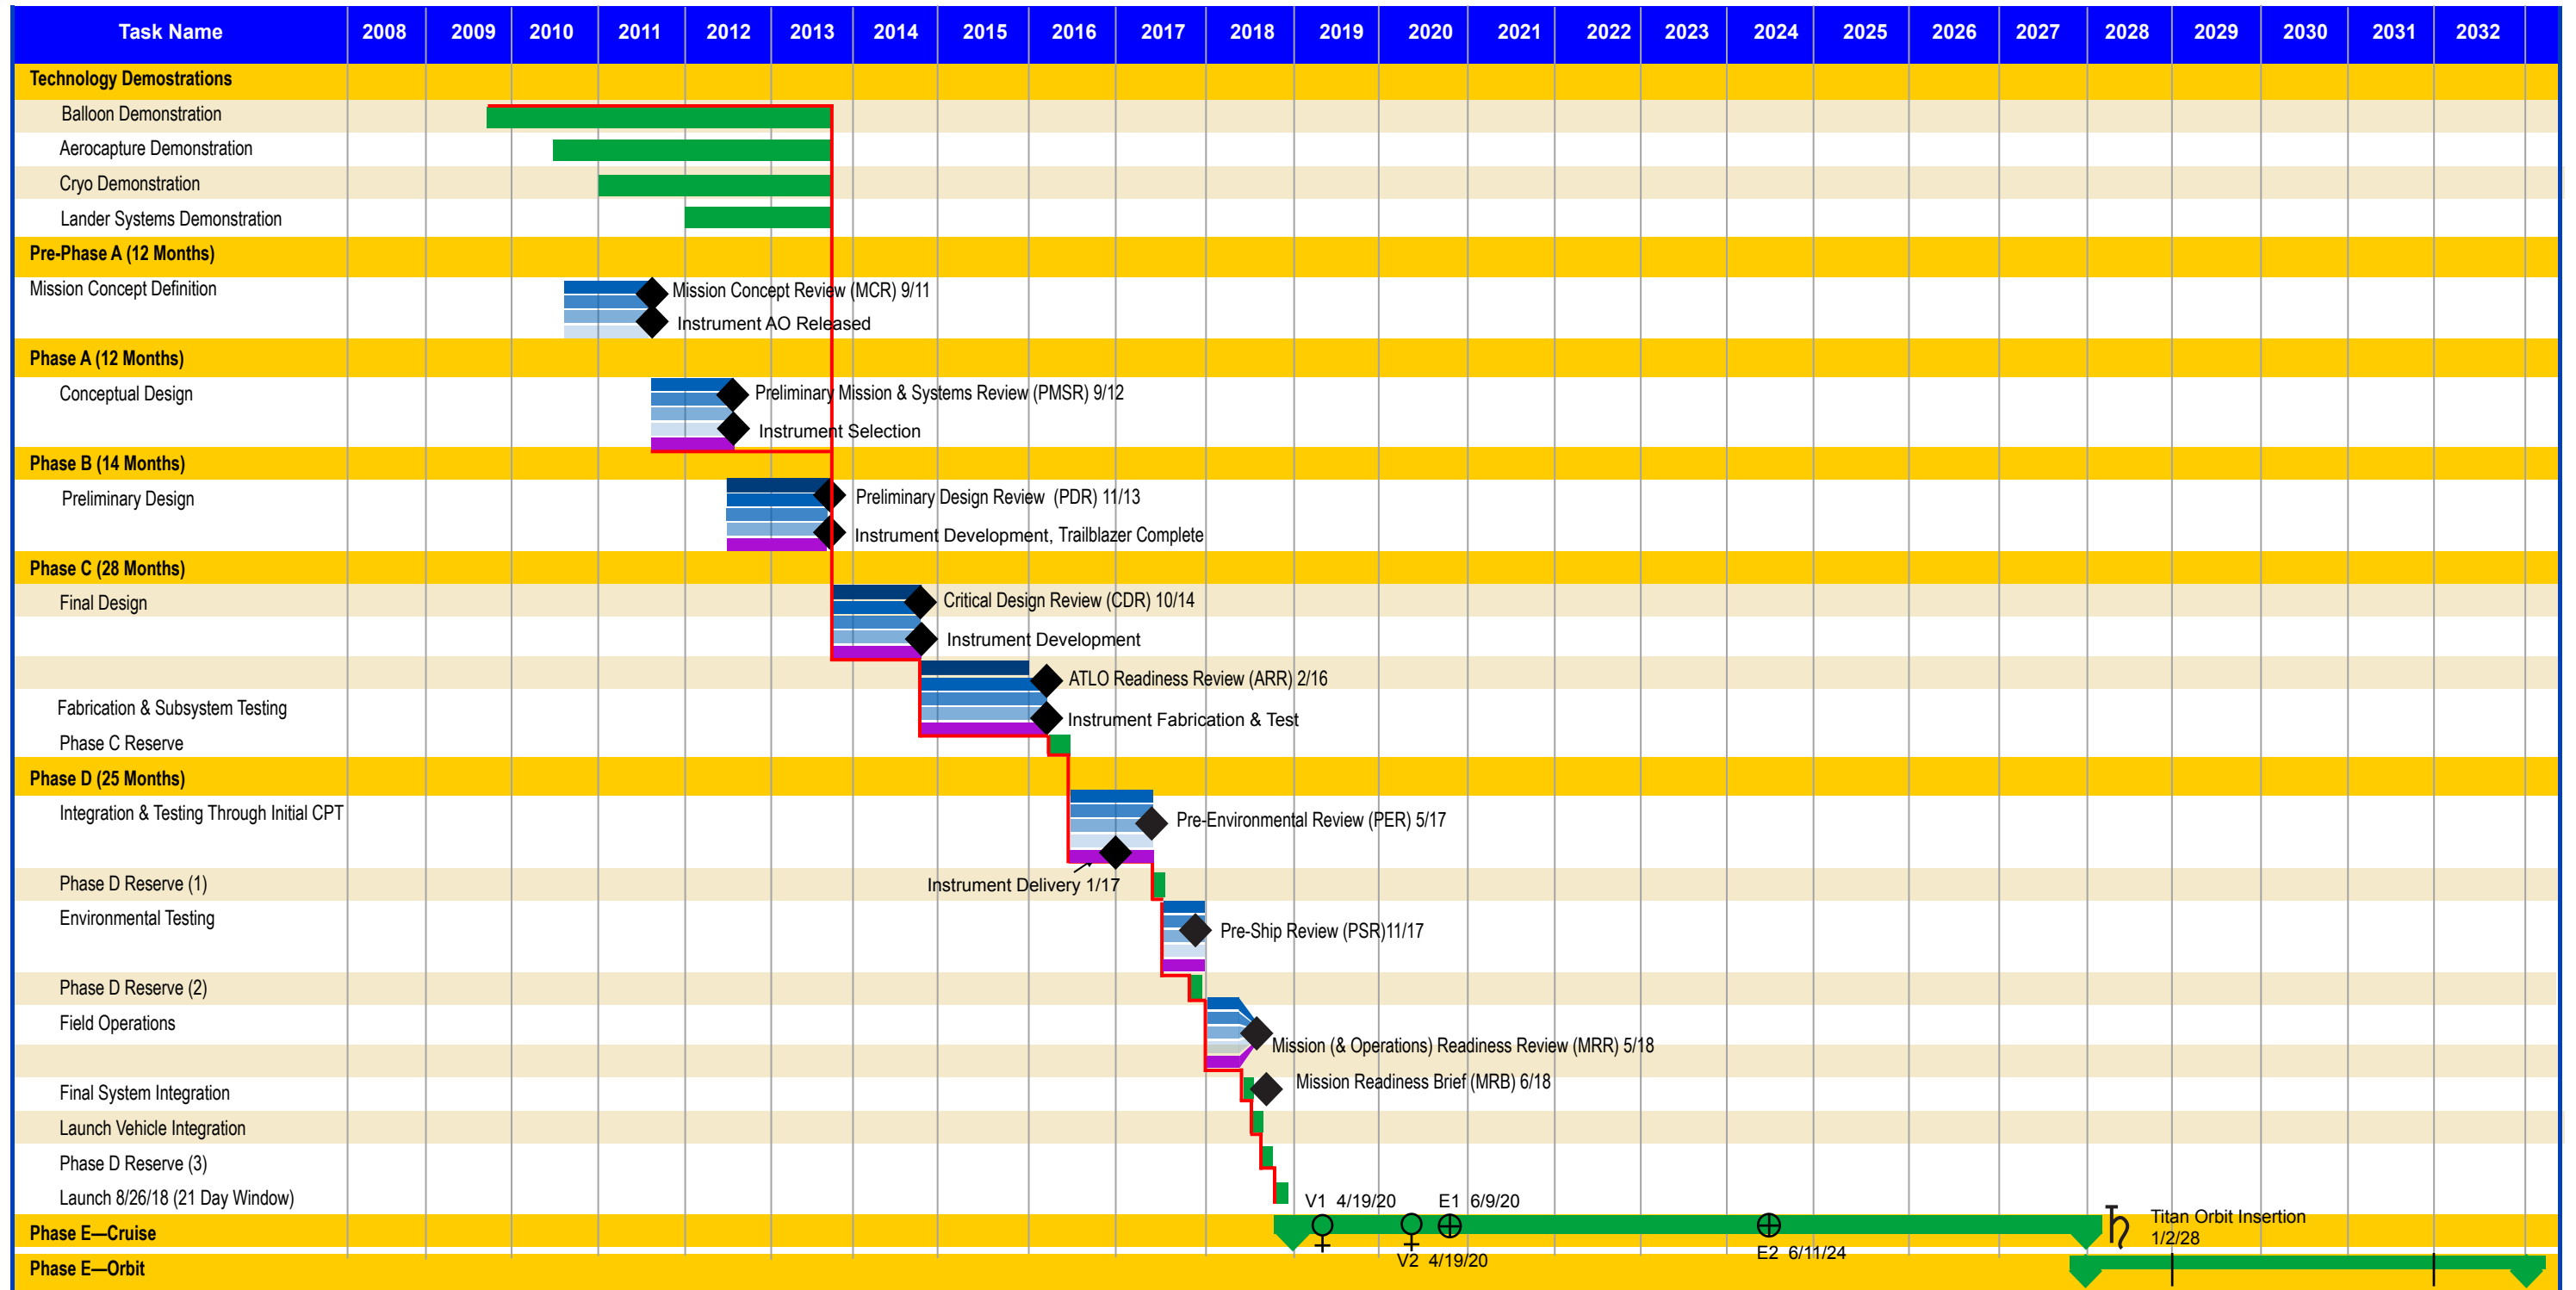 Task Name 2008 2009 2010 2011 2012 2013 2014 2015 2016 2017 2018 2019 2020 2021 2022 2023 2024 2025 2026 2027 2028 2029 2030 2031 2032
Technology Demostrations
Balloon Demonstration
Aerocapture Demonstration
Cryo Demonstration
Lander Systems Demonstration
Pre-Phase A (12 Months)
Mission Concept Definition
Mission Concept Review (MCR) 9/11
Instrument AO Released
Phase A (12 Months)
Conceptual Design
Preliminary Mission & Systems Review (PMSR) 9/12
Instrument Selection
Phase B (14 Months)
Preliminary Design
Preliminary Design Review (PDR) 11/13
Instrument Development, Trailblazer Complete
Phase C (28 Months)
Final Design
Critical Design Review (CDR) 10/14
Instrument Development
ATLO Readiness Review (ARR) 2/16
Fabrication & Subsystem Testing
Instrument Fabrication & Test
Phase C Reserve
Phase D (25 Months)
Integration & Testing Through Initial CPT
Pre-Environmental Review (PER) 5/17
Phase D Reserve (1)
Instrument Delivery 1/17
Environmental Testing
Pre-Ship Review (PSR)11/17
Phase D Reserve (2)
Field Operations
Mission (& Operations) Readiness Review (MRR) 5/18
Final System Integration
Mission Readiness Brief (MRB) 6/18
Launch Vehicle Integration
Phase D Reserve (3)
Launch 8/26/18 (21 Day Window)
V1 4/19/20
E1 6/9/20
Phase E—Cruise
Titan Orbit Insertion
1/2/28
V2 4/19/20
E2 6/11/24
Phase E—Orbit